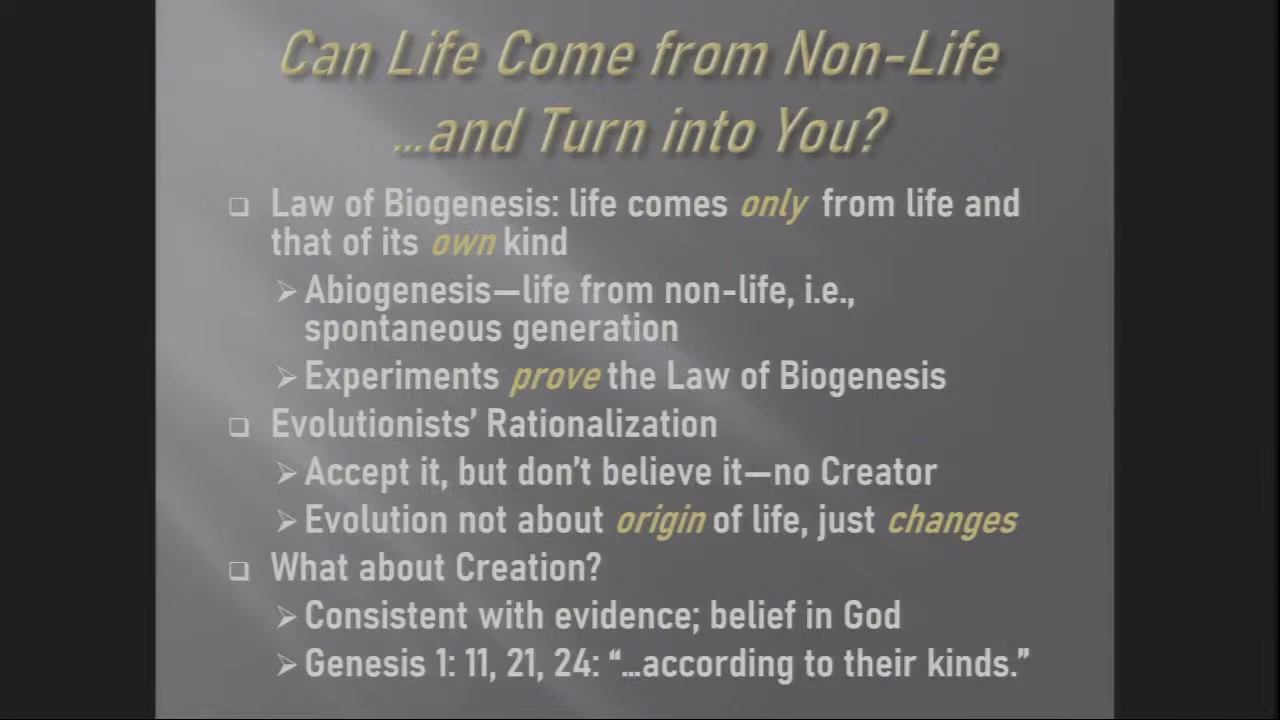 Can Life Come from Non-Life
...and Turn into You?
Law of Biogenesis: life comes only from life and
that of its own kind
Abiogenesis—life from non-life, i.e.,
spontaneous generation
Experiments prove the Law of Biogenesis
Evolutionists’ Rationalization
Accept it, but don’t believe it—no Creator
Evolution not about origin of life, just changes
What about Creation?
Consistent with evidence; belief in God
Genesis 1: 11, 21, 24: “...according to their kinds.”